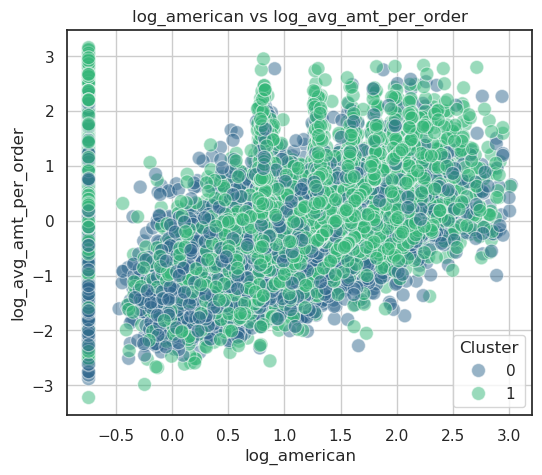 log_american vs log_avg_amt_per_order
log_avg_amt_per_order
3
2
1
0
−1
−2
−3
Cluster
0
1
−0.5 0.0 0.5 1.0 1.5 2.0 2.5 3.0
log_american